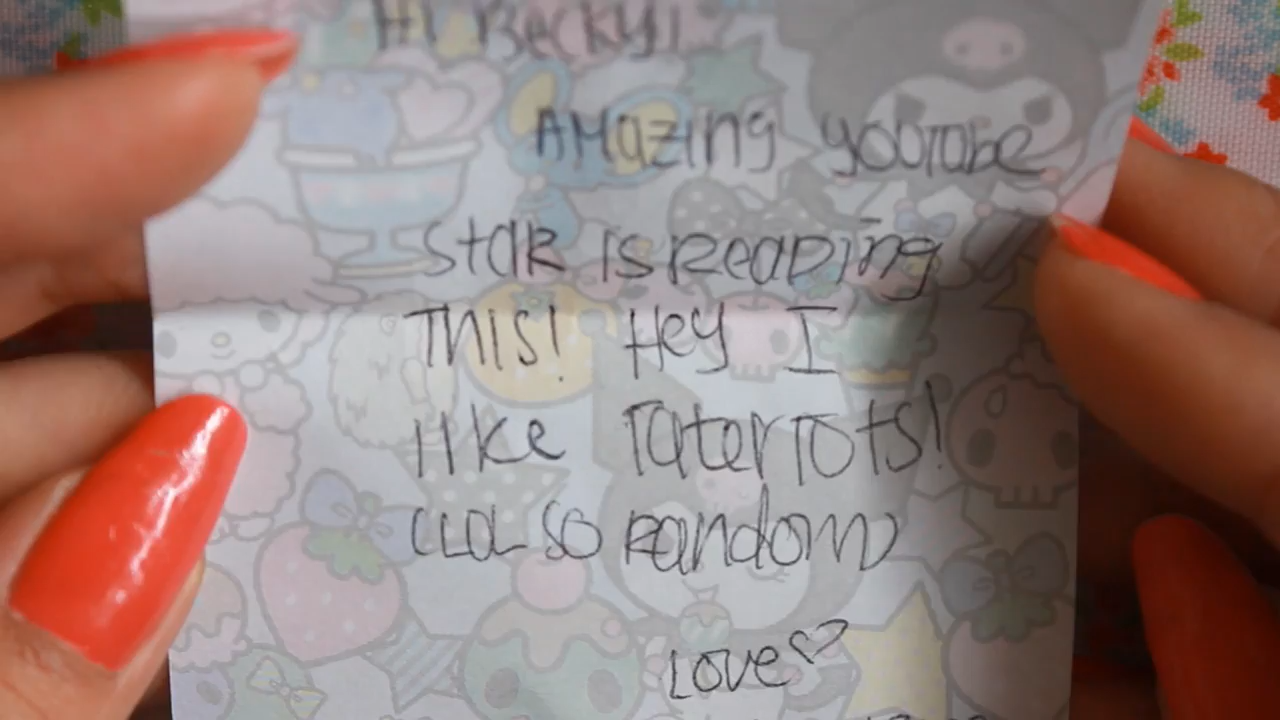 HI Becky!
AMazing youTube
staR is ReaDing
THIS! Hey I
lIke TaterTOTs!
(LOL SO Random)
LOVe♡